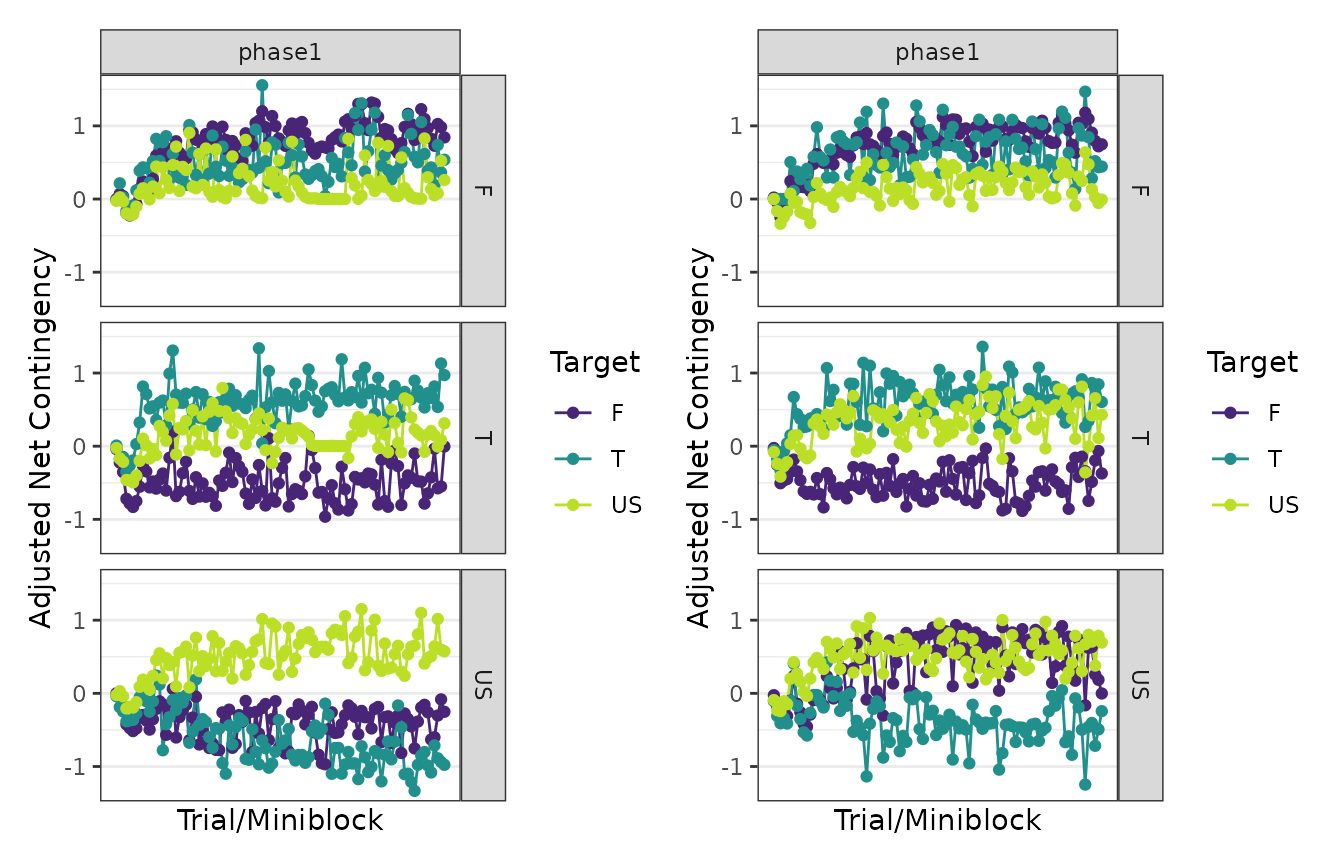 phase1
Adjusted Net Contingency
1
0
-1
F
1
0
-1
T
1
0
-1
US
Trial/Miniblock
Target
F
T
US
phase1
Adjusted Net Contingency
1
0
-1
F
1
0
-1
T
1
0
-1
US
Trial/Miniblock
Target
F
T
US